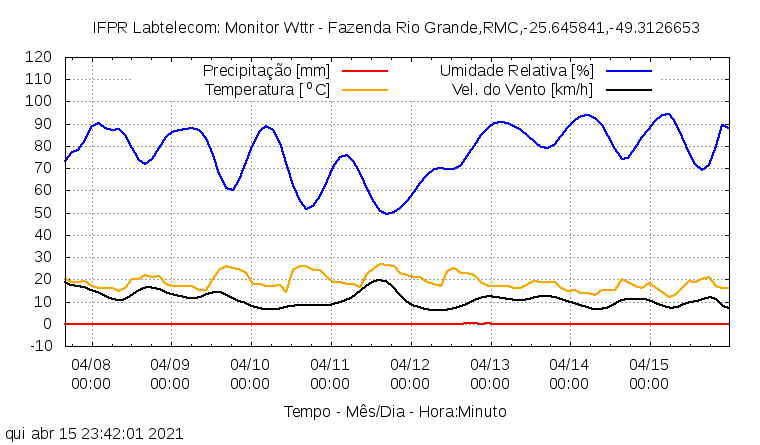 IFPR Labtelecom: Monitor Wttr - Fazenda Rio Grande,RMC,-25.645841,-49.3126653
120
110
100
90
80
70
60
50
40
30
20
10
0
-10
Precipitação [mm]
Temperatura [⁰C]
Umidade Relativa [%]
Vel. do Vento [km/h]
04/08 04/09 04/10 04/11 04/12 04/13 04/14 04/15
00:00 00:00 00:00 00:00 00:00 00:00 00:00 00:00
Tempo - Mês/Dia - Hora:Minuto
qui abr 15 23:42:01 2021